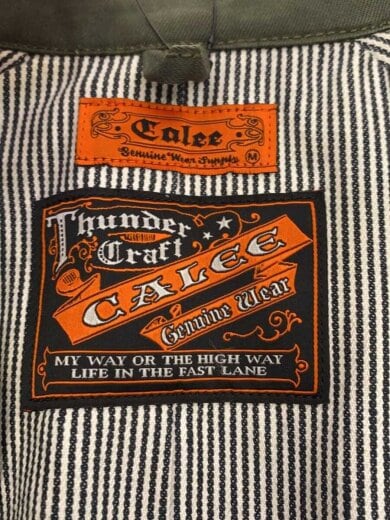 Calee
Genuine Wear Supply M
Thunder
Craft
CALEE
Genuine Wear
MY WAY OR THE HIGH WAY
LIFE IN THE FAST LANE